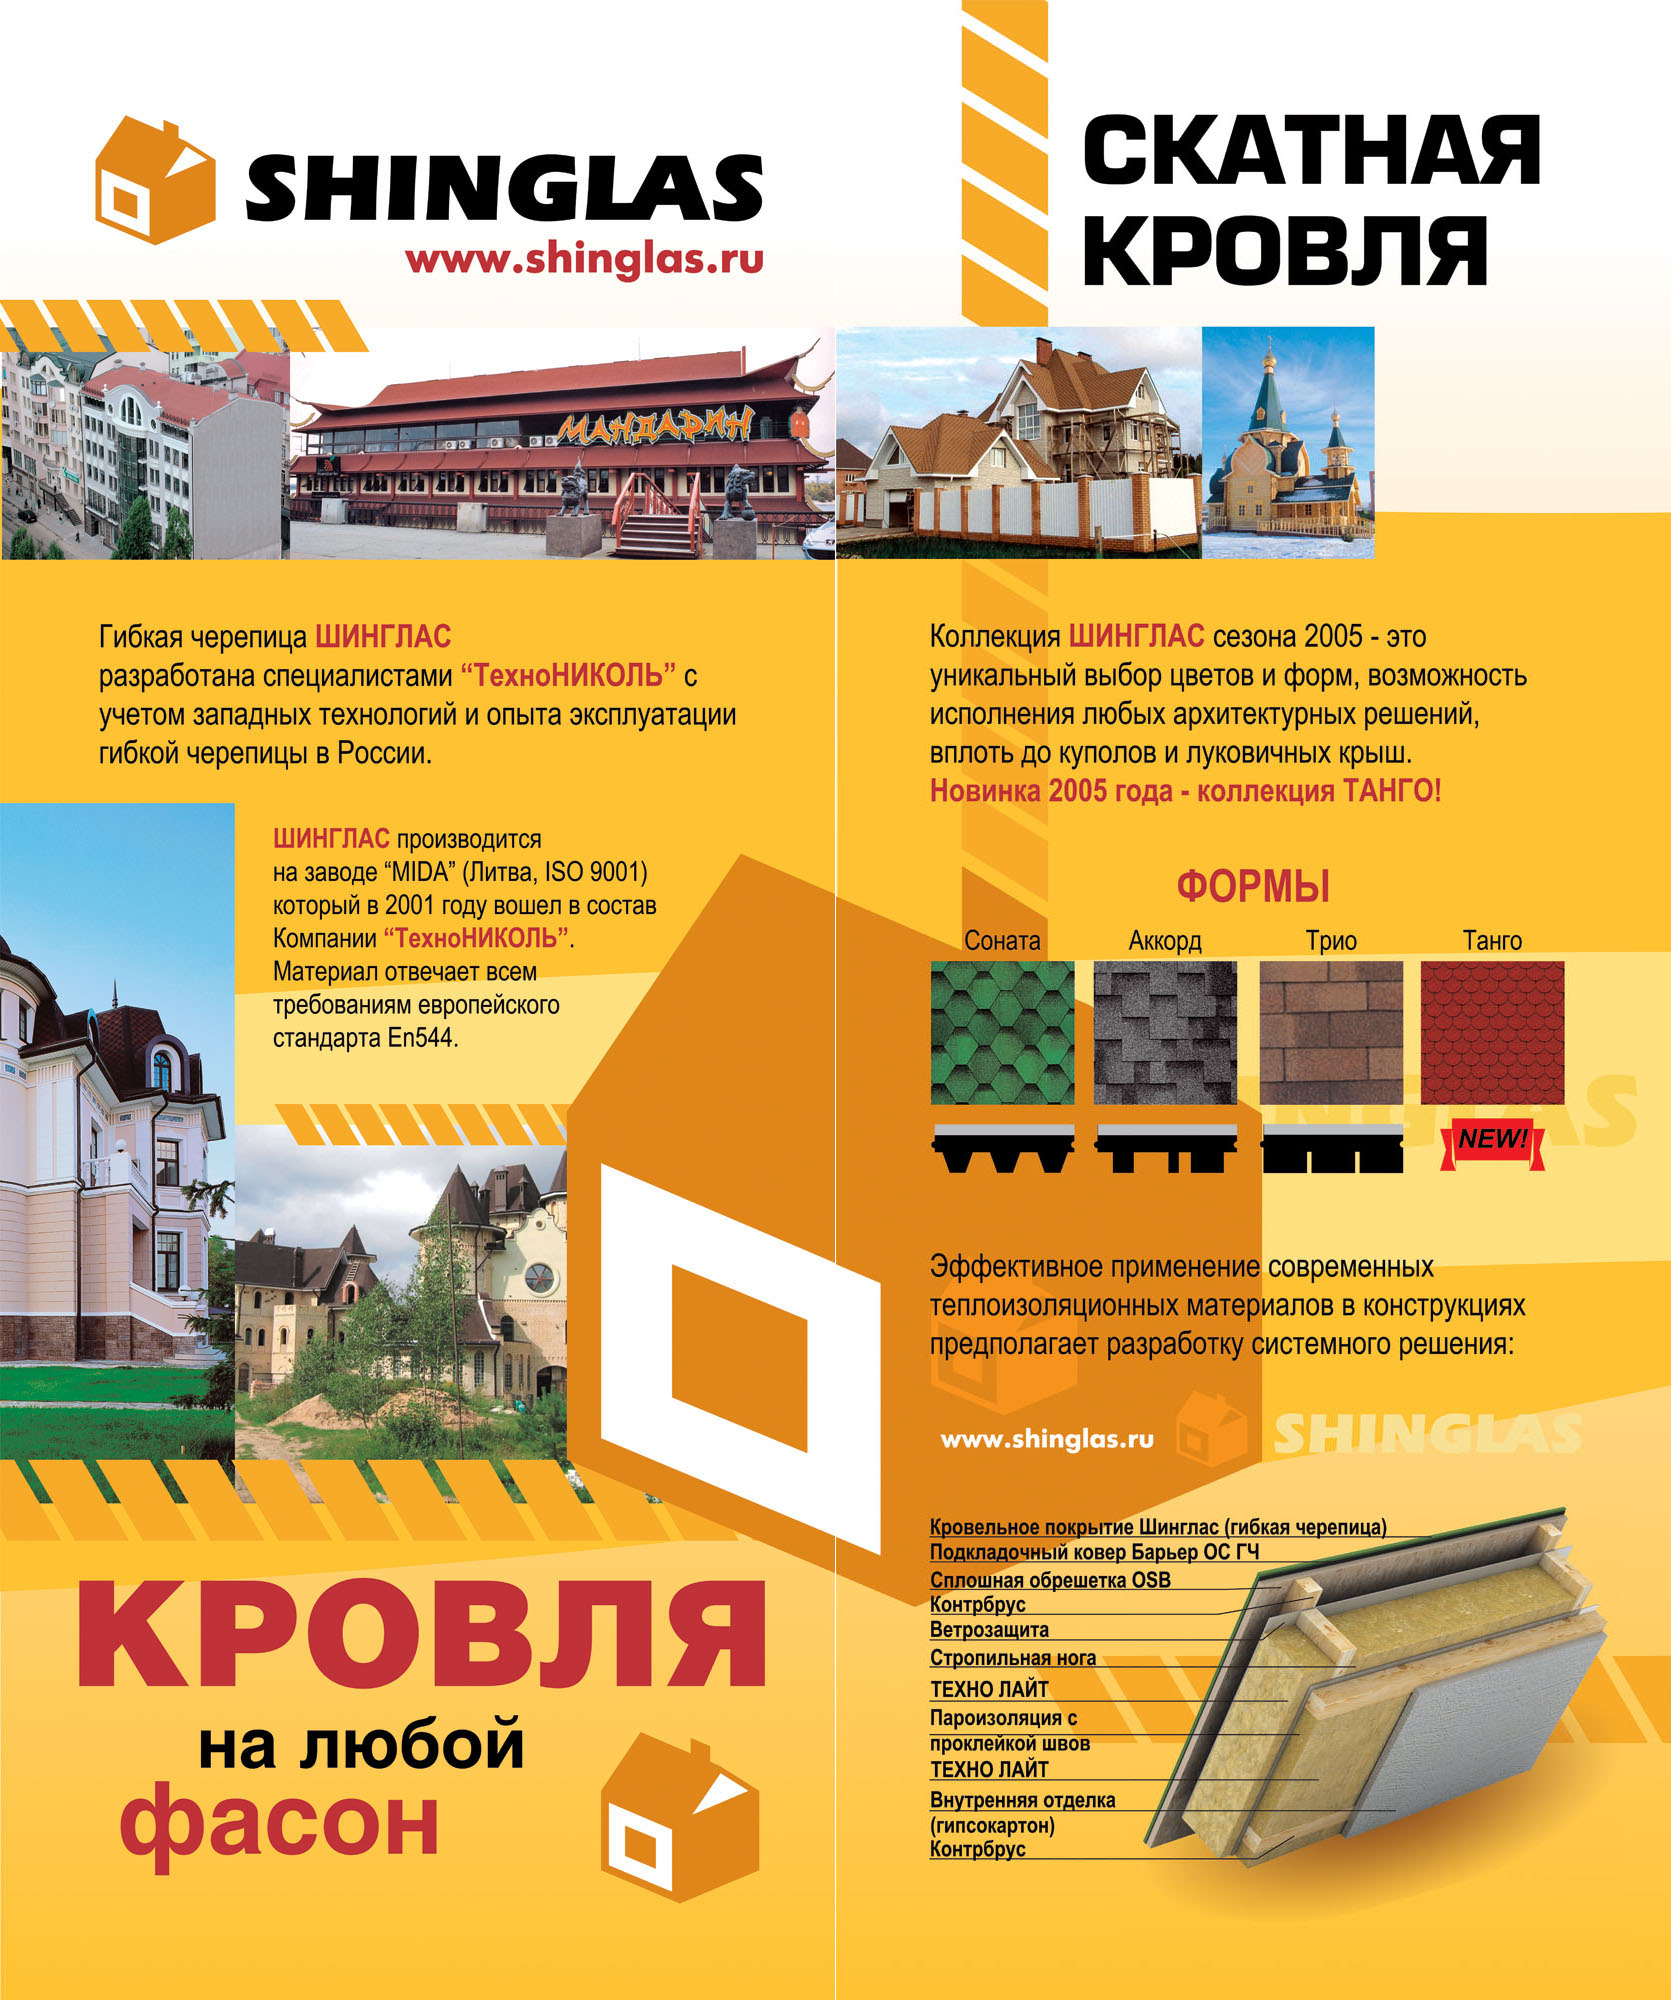 SHINGLAS
www.shinglas.ru
МАНДАРИН
Гибкая черепица ШИНГЛАС
разработана специалистами “ТехноНИКОЛЬ” с
учетом западных технологий и опыта эксплуатации
гибкой черепицы в России.
ШИНГЛАС производится
на заводе “MIDA” (Литва, ISO 9001)
который в 2001 году вошел в состав
Компании “ТехноНИКОЛЬ”.
Материал отвечает всем
требованиям европейского
стандарта En544.
КРОВЛЯ
на любой
фасон
СКАТНАЯ
КРОВЛЯ
Коллекция ШИНГЛАС сезона 2005 - это
уникальный выбор цветов и форм, возможность
исполнения любых архитектурных решений,
вплоть до куполов и луковичных крыш.
Новинка 2005 года - коллекция ТАНГО!
ФОРМЫ
Соната Аккорд Трио Танго
NGLAS
NEW!
Эффективное применение современных
теплоизоляционных материалов в конструкциях
предполагает разработку системного решения:
www.shinglas.ru SHINGLAS
Кровельное покрытие Шинглас (гибкая черепица)
Подкладочный ковер Барьер ОС ГЧ
Сплошная обрешетка OSB
Контрбрус
Ветрозащита
Стропильная нога
ТЕХНО ЛАЙТ
Пароизоляция с
проклейкой швов
ТЕХНО ЛАЙТ
Внутренняя отделка
(гипсокартон)
Контрбрус